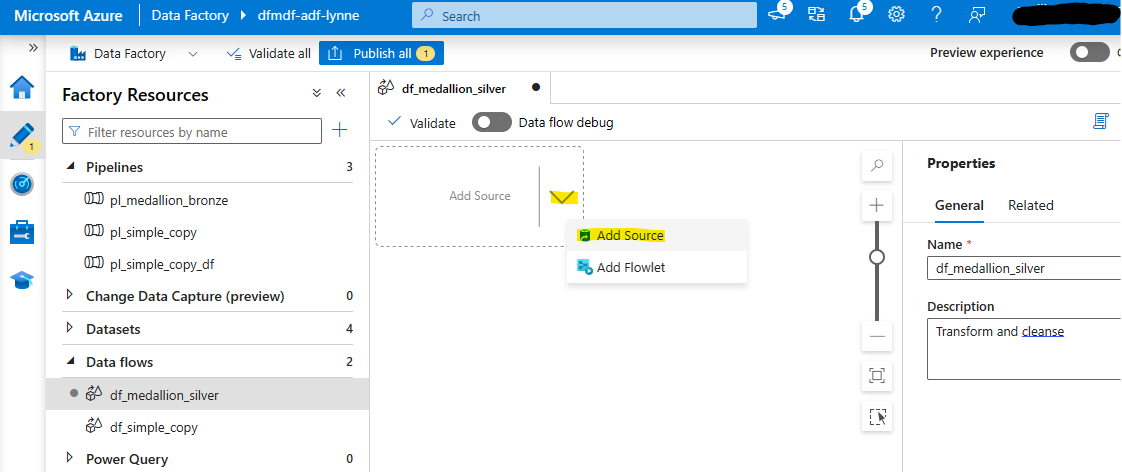 Microsoft Azure
Data Factory
dfmdf-adf-lynne
Search
5
5
Data Factory
Validate all
Publish all
1
Preview experience
1
Factory Resources
Filter resources by name
Pipelines 3
pl_medallion_bronze
pl_simple_copy
pl_simple_copy_df
Change Data Capture (preview) 0
Datasets 4
Data flows 2
df_medallion_silver
df_simple_copy
Power Query 0
df_medallion_silver
Validate
Data flow debug
Add Source
Add Source
Add Flowlet
Properties
General
Related
Name *
df_medallion_silver
Description
Transform and cleanse